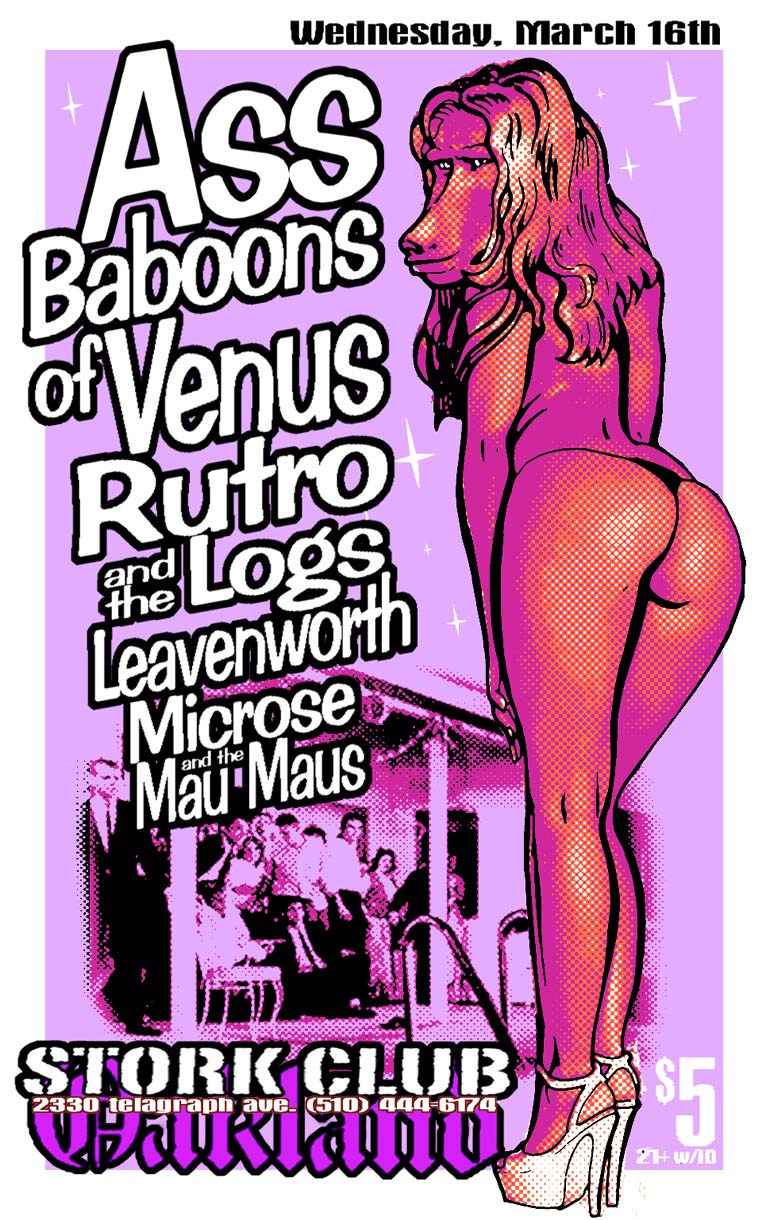 Wednesday, March 16th
Ass
Baboons
of Venus
Rutro
and the Logs
Leavenworth
Microse
and the
Mau Maus
STORK CLUB
2330 telagraph ave. (510) 444-6174
Oakland
$5
21+ w/ID